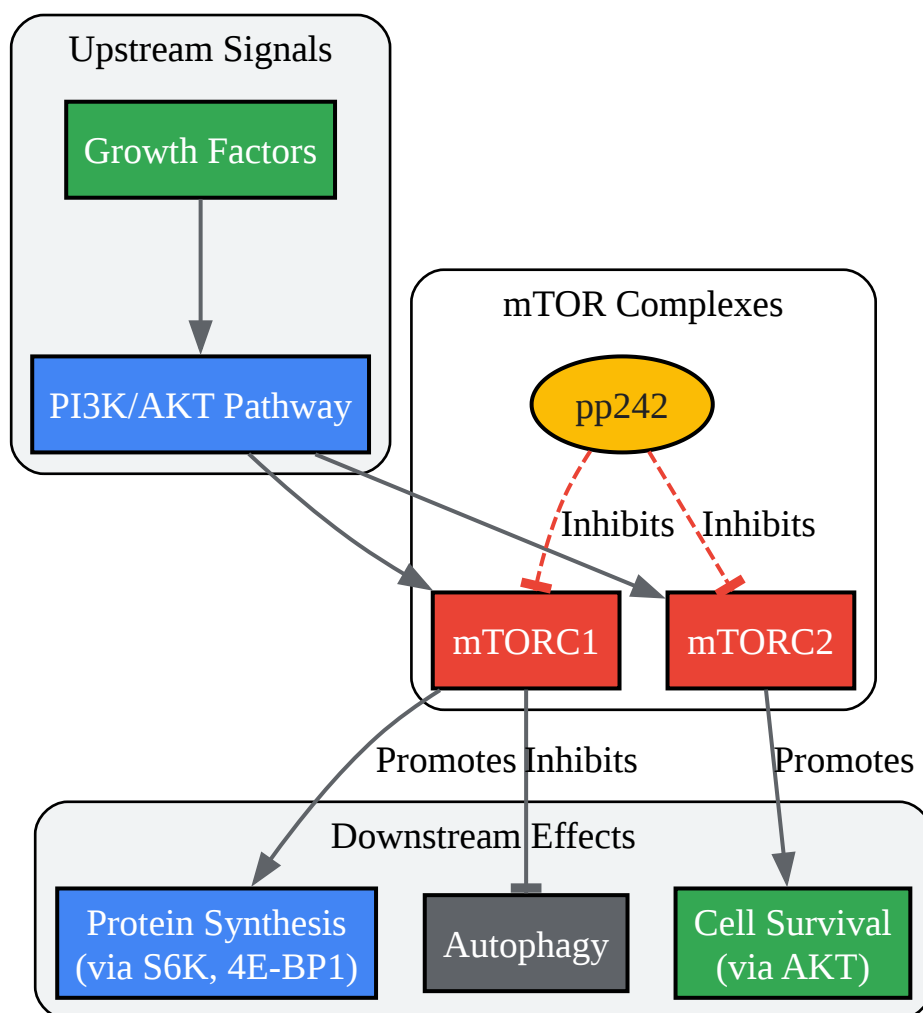 Upstream Signals
Growth Factors
PI3K/AKT Pathway
mTOR Complexes
pp242
Inhibits
Inhibits
mTORC1
mTORC2
Promotes
Inhibits
Promotes
Downstream Effects
Protein Synthesis
(via S6K, 4E-BP1)
Autophagy
Cell Survival
(via AKT)